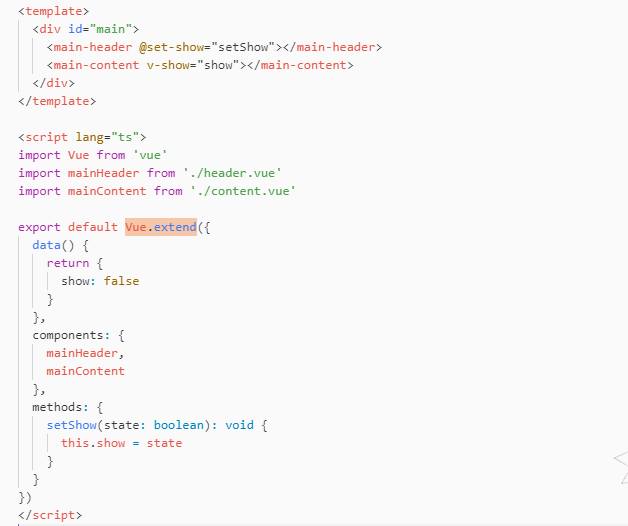 <template>
<div id="main">
<main-header @set-show="setShow"></main-header>
<main-content v-show="show"></main-content>
</div>
</template>
<script lang="ts">
import Vue from 'vue'
import mainHeader from './header.vue'
import mainContent from './content.vue'
export default Vue.extend({
data() {
return {
show: false
}
},
components: {
mainHeader,
mainContent
},
methods: {
setShow(state: boolean): void {
this.show = state
}
}
})
</script>